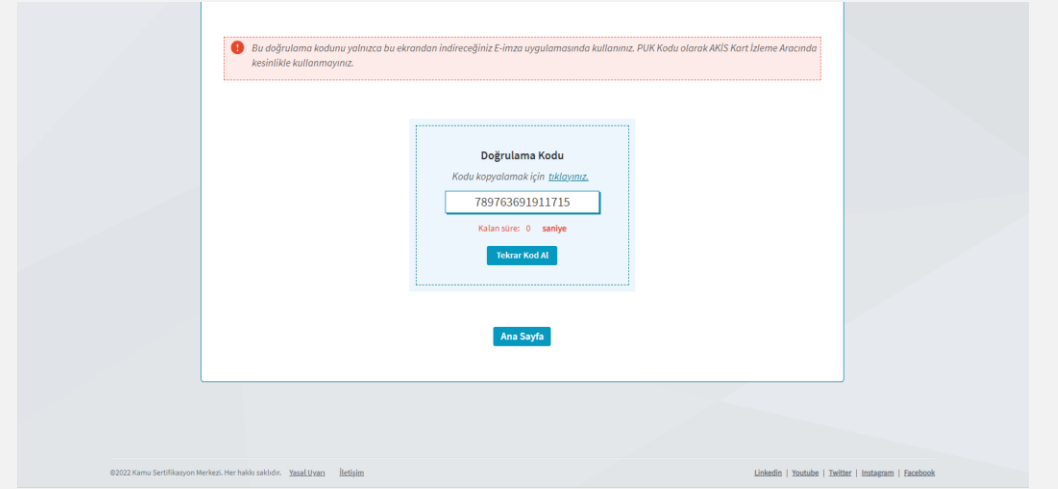 Bu doğrulama kodunu yalnızca bu ekrandan indireceğiniz E-imza uygulamasında kullanınız. PUK Kodu olarak AKİS Kart İzleme Aracında
kesinlikle kullanmayınız.
Doğrulama Kodu
Kodu kopyalamak için tıklayınız.
789763691911715
Kalan süre: 0 saniye
Tekrar Kod Al
Ana Sayfa
©2022 Kamu Sertifikasyon Merkezi. Her hakkı saklıdır. Yasal Uyarı İletişim
Linkedin | Youtube | Twitter | Instagram | Facebook